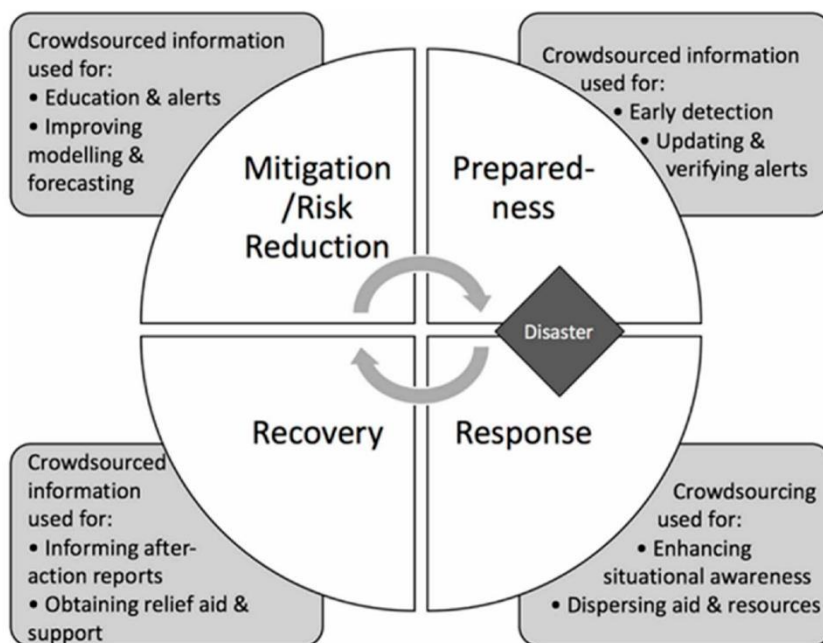 Crowdsourced information
used for:
• Education & alerts
• Improving
modelling &
forecasting
Mitigation
/Risk
Reduction
Crowdsourced information
used for:
• Early detection
• Updating &
verifying alerts
Prepared-
ness
Disaster
Recovery
Response
Crowdsourced
information
used for:
• Informing after-
action reports
• Obtaining relief aid &
support
Crowdsourcing
used for:
• Enhancing
situational awareness
• Dispersing aid & resources